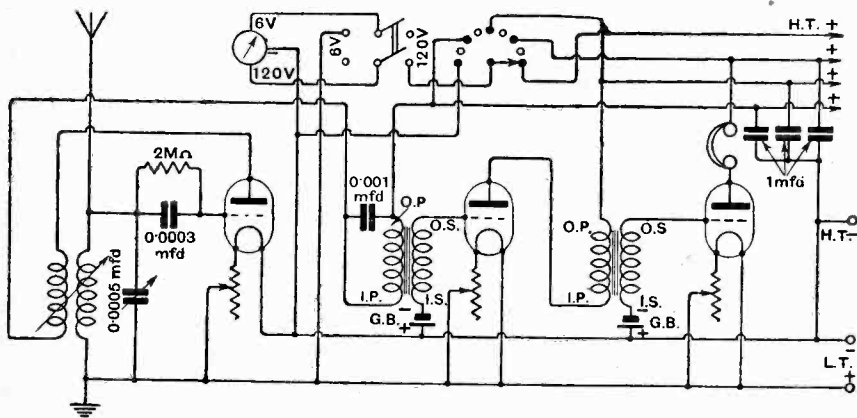 6V
120V
6V
120V
H.T. +
+
+
+
2MΩ
0·0003
mfd
0·0005 mfd
0·001
mfd
O.P
O.S.
I.P.
I.S.
-
G.B.
+
O.P.
O.S
I.P.
I.S.
-
G.B.
+
1mfd
H.T.-
-
L.T.
+